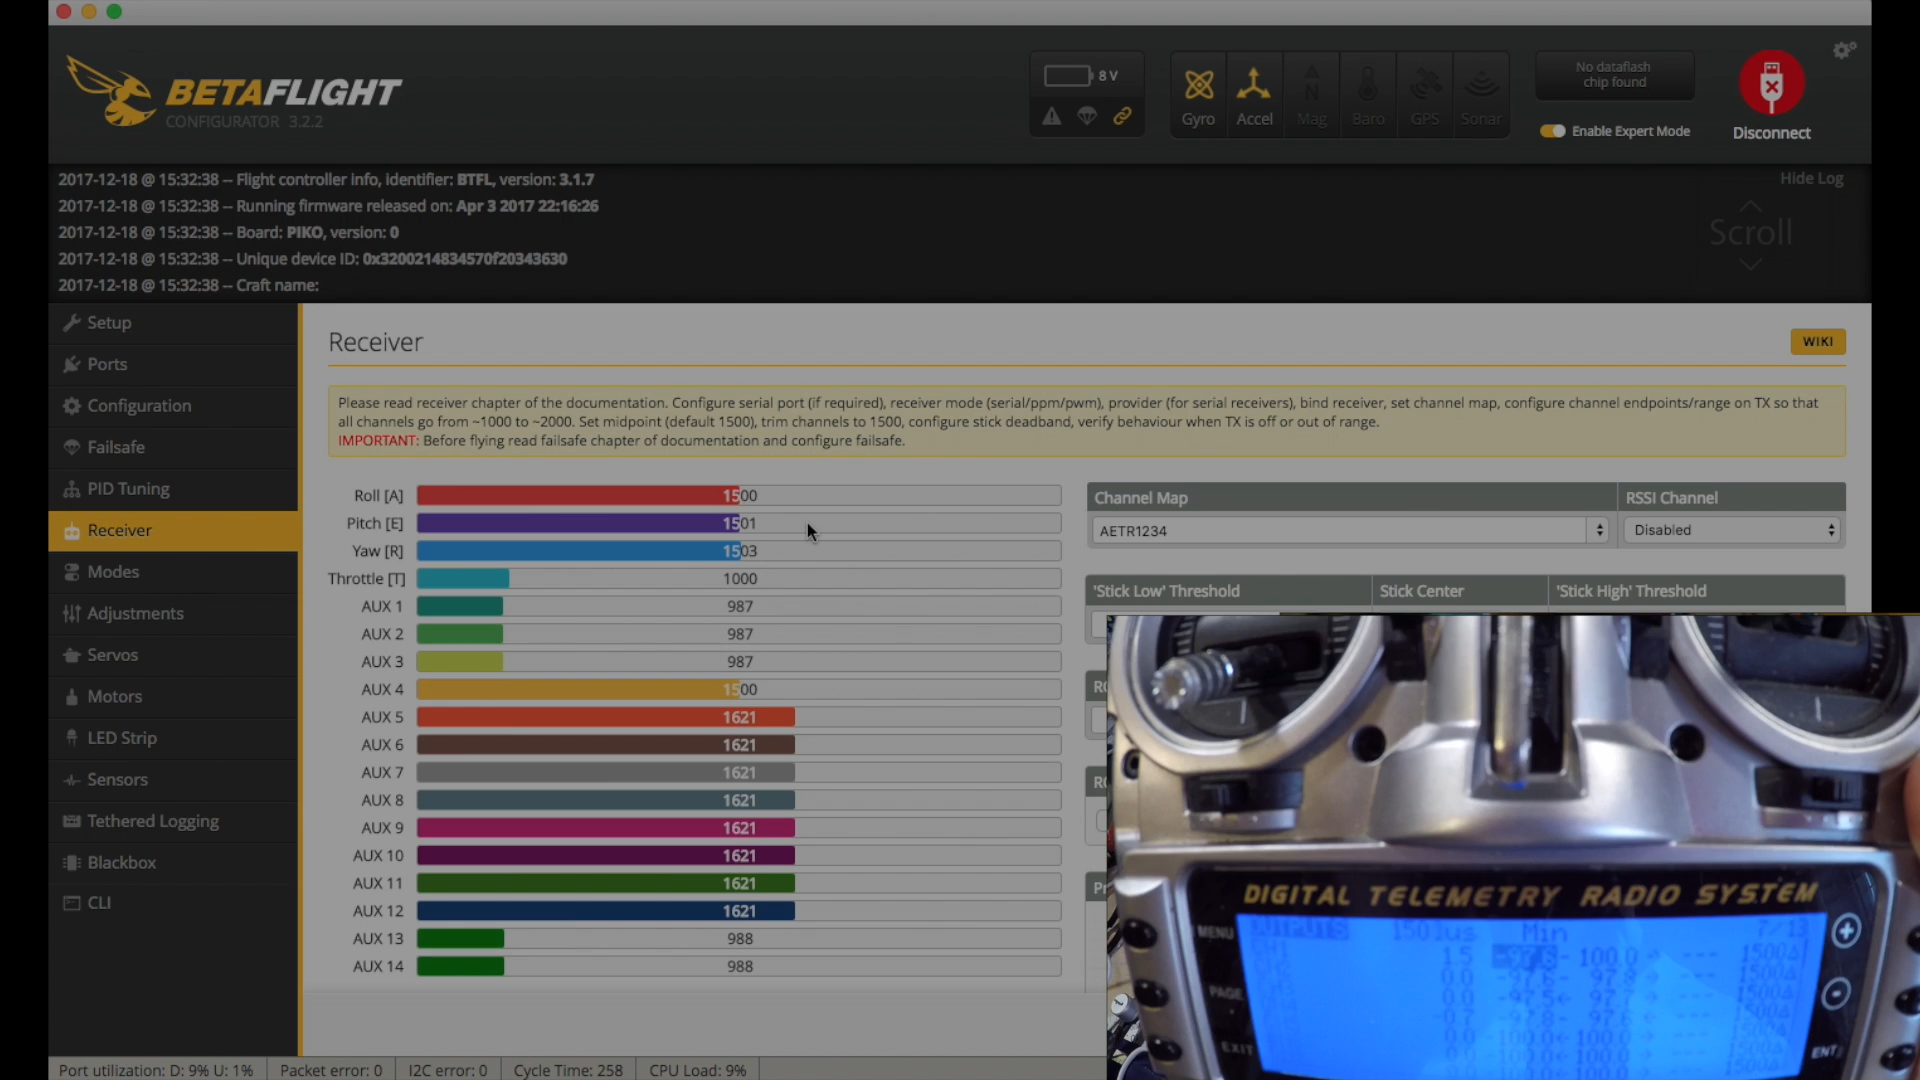 BETAFLIGHT
CONFIGURATOR 3.2.2
8 V
Gyro Accel Mag Baro GPS Sonar
No dataflash
chip found
Enable Expert Mode
Disconnect
2017-12-18 @ 15:32:38 -- Flight controller info, identifier: BTFL, version: 3.1.7
2017-12-18 @ 15:32:38 -- Running firmware released on: Apr 3 2017 22:16:26
2017-12-18 @ 15:32:38 -- Board: PIKO, version: 0
2017-12-18 @ 15:32:38 -- Unique device ID: 0x3200214834570f20343630
2017-12-18 @ 15:32:38 -- Craft name:
Hide Log
Scroll
Setup
Ports
Configuration
Failsafe
PID Tuning
Receiver
Modes
Adjustments
Servos
Motors
LED Strip
Sensors
Tethered Logging
Blackbox
CLI
Receiver
WIKI
Please read receiver chapter of the documentation. Configure serial port (if required), receiver mode (serial/ppm/pwm), provider (for serial receivers), bind receiver, set channel map, configure channel endpoints/range on TX so that
all channels go from ~1000 to ~2000. Set midpoint (default 1500), trim channels to 1500, configure stick deadband, verify behaviour when TX is off or out of range.
IMPORTANT: Before flying read failsafe chapter of documentation and configure failsafe.
Roll [A] 1500
Pitch [E] 1501
Yaw [R] 1503
Throttle [T] 1000
AUX 1 987
AUX 2 987
AUX 3 987
AUX 4 1500
AUX 5 1621
AUX 6 1621
AUX 7 1621
AUX 8 1621
AUX 9 1621
AUX 10 1621
AUX 11 1621
AUX 12 1621
AUX 13 988
AUX 14 988
Channel Map
RSSI Channel
AETR1234
Disabled
'Stick Low' Threshold
Stick Center
'Stick High' Threshold
DIGITAL TELEMETRY RADIO SYSTEM
MENU
PAGE
EXIT
ENT
OUTPUTS 1501us Min 7/13
1.5 -97.6 100.0 --- 1500Δ
Port utilization: D: 9% U: 1%
Packet error: 0
I2C error: 0
Cycle Time: 258
CPU Load: 9%